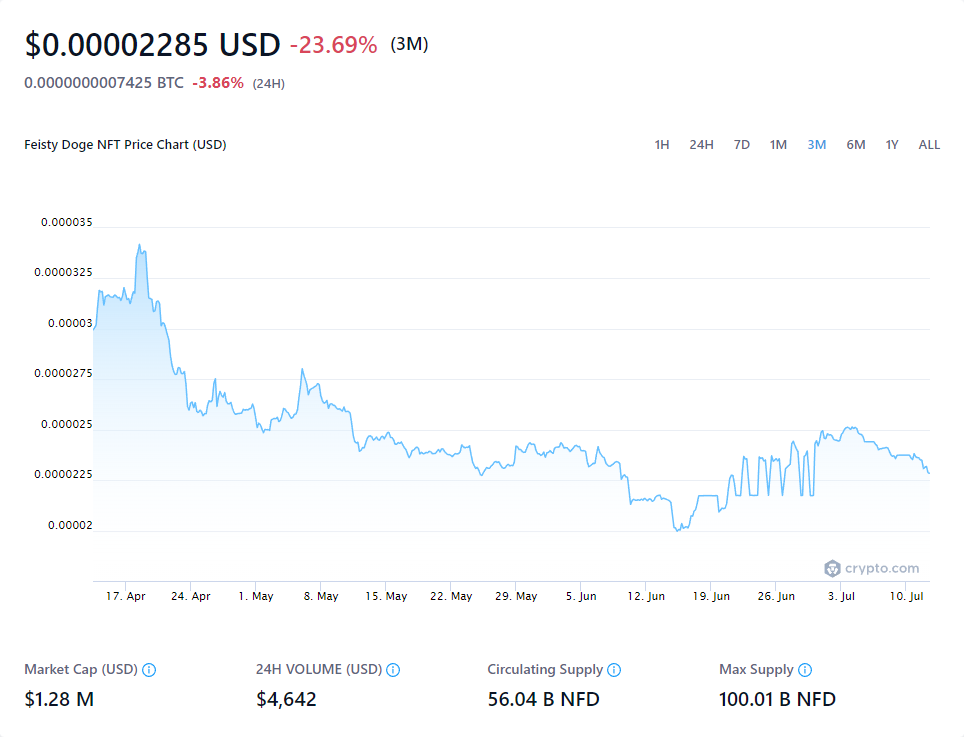 $0.00002285 USD -23.69% (3M)
0.0000000007425 BTC -3.86% (24H)
Feisty Doge NFT Price Chart (USD)
1H 24H 7D 1M 3M 6M 1Y ALL
0.000035
0.0000325
0.00003
0.0000275
0.000025
0.0000225
0.00002
crypto.com
17. Apr 24. Apr 1. May 8. May 15. May 22. May 29. May 5. Jun 12. Jun 19. Jun 26. Jun 3. Jul 10. Jul
Market Cap (USD) 24H VOLUME (USD) Circulating Supply Max Supply
$1.28 M $4,642 56.04 B NFD 100.01 B NFD